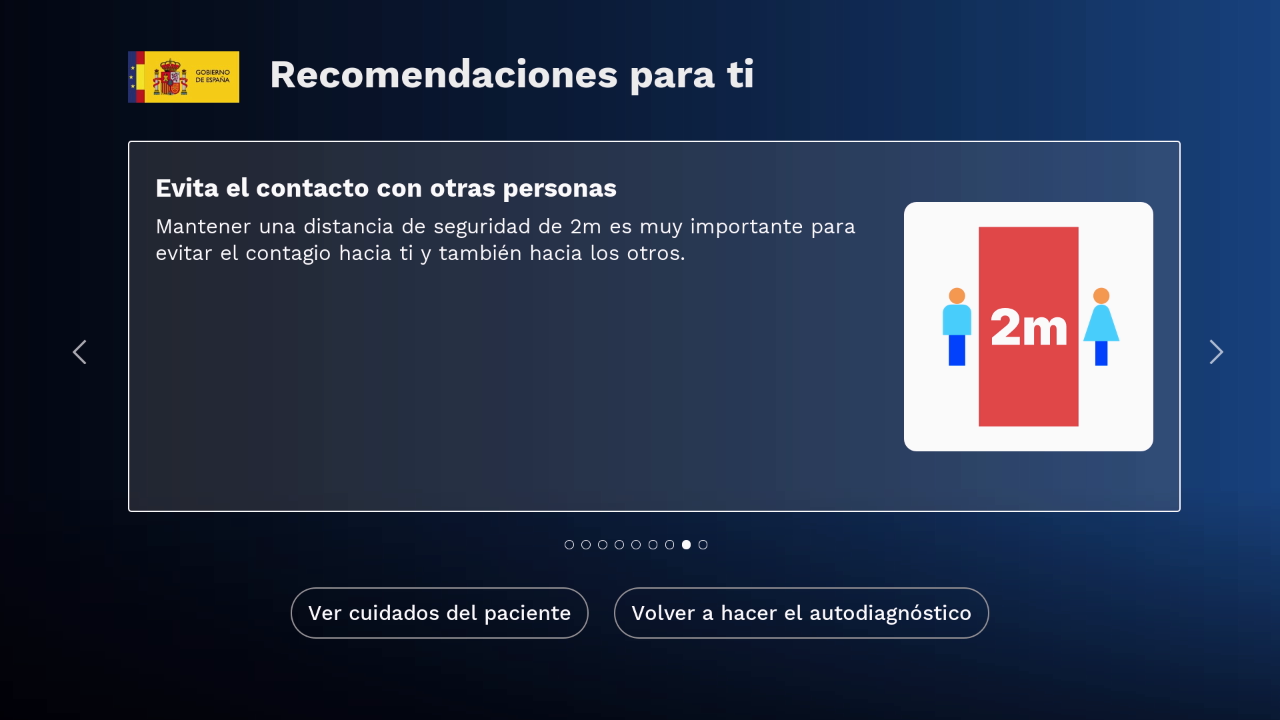 GOBIERNO
DE ESPAÑA
Recomendaciones para ti
Evita el contacto con otras personas
Mantener una distancia de seguridad de 2m es muy importante para
evitar el contagio hacia ti y también hacia los otros.
2m
Ver cuidados del paciente
Volver a hacer el autodiagnóstico